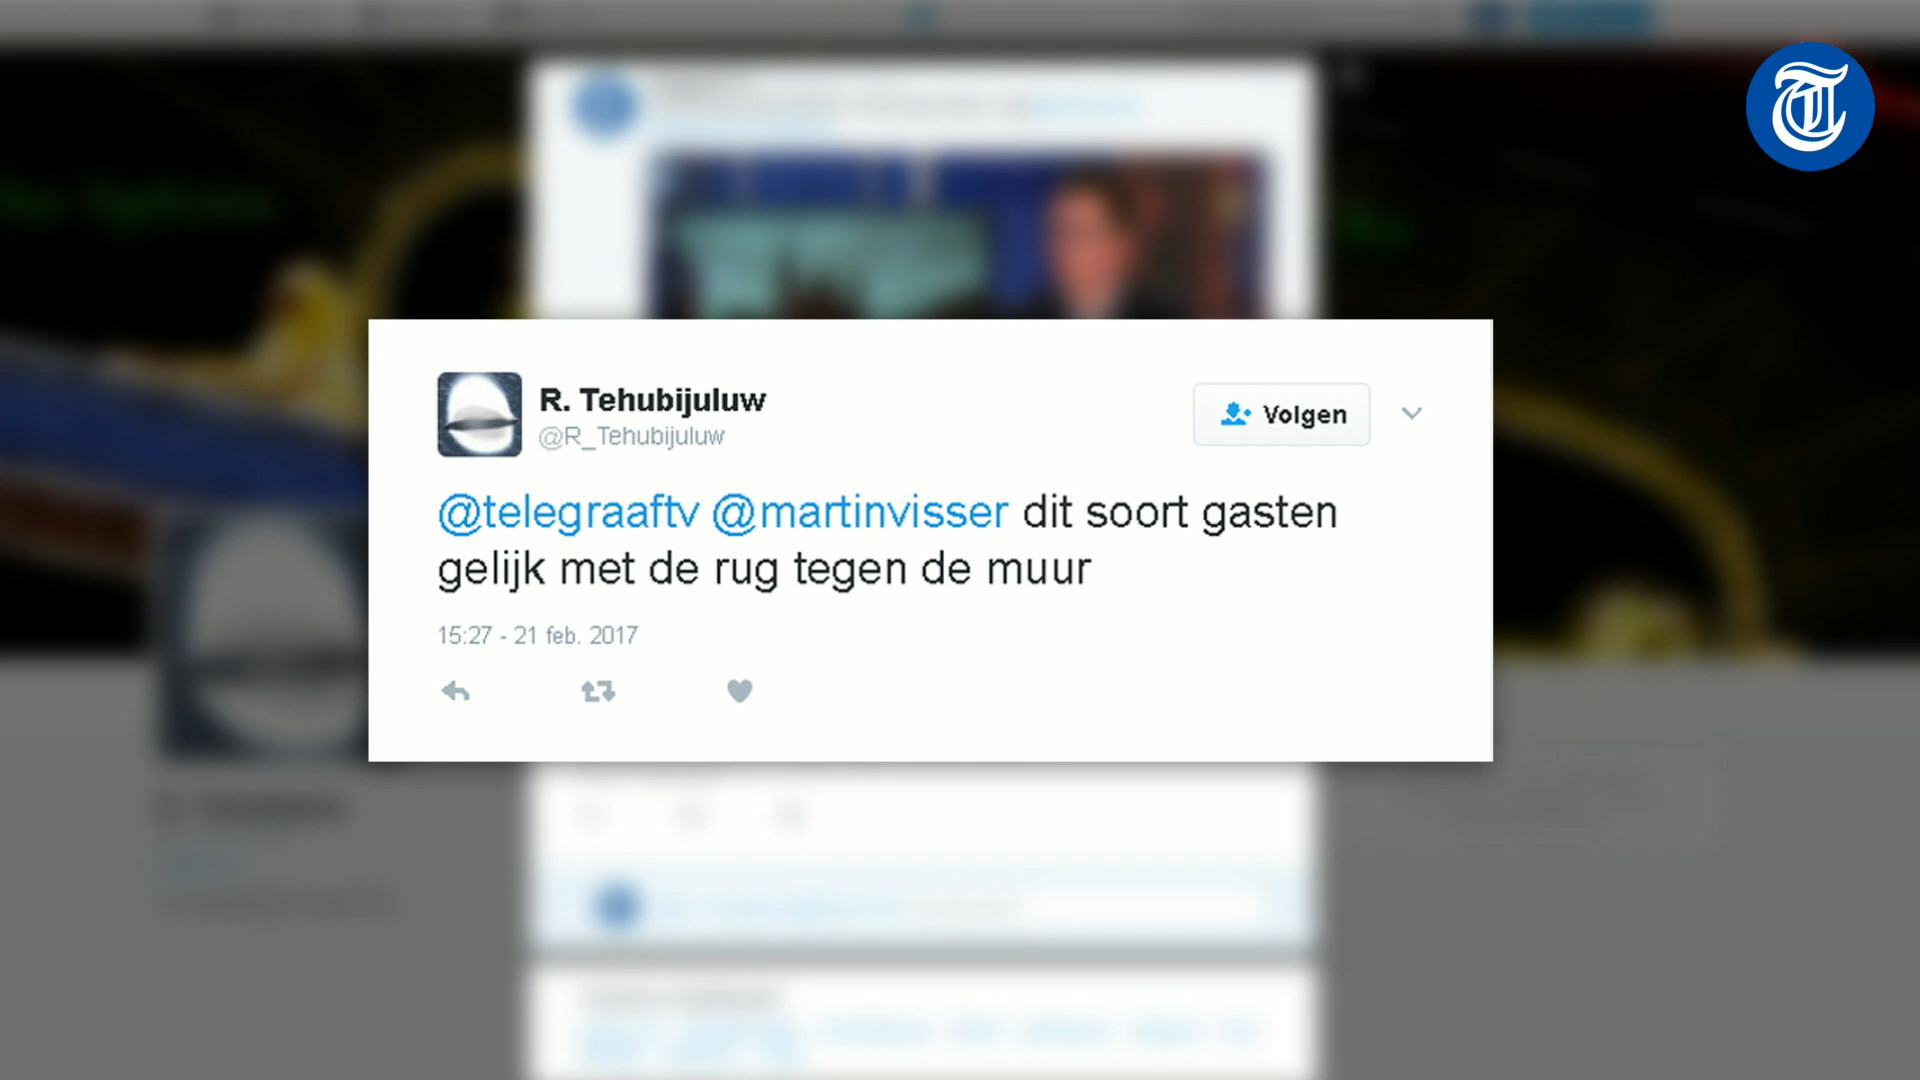 R. Tehubijuluw
@R_Tehubijuluw
Volgen
@telegraaftv @martinvisser dit soort gasten
gelijk met de rug tegen de muur
15:27 - 21 feb. 2017